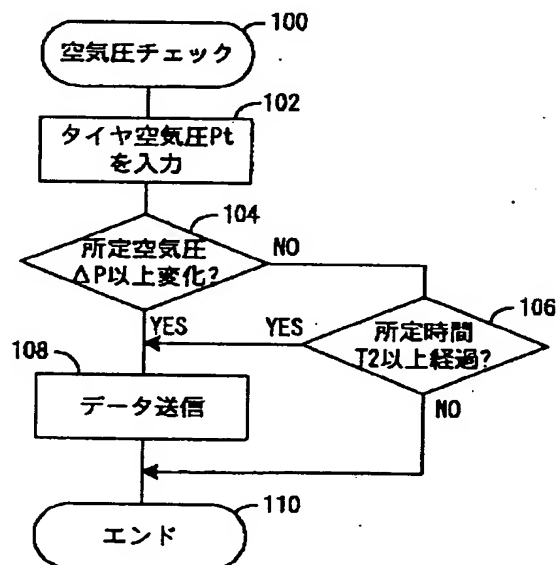 100
空気圧チェック
102
タイヤ空気圧Pt
を入力
104
所定空気圧
ΔP以上変化?
NO
106
所定時間
T2以上経過?
YES
YES
NO
108
データ送信
110
エンド